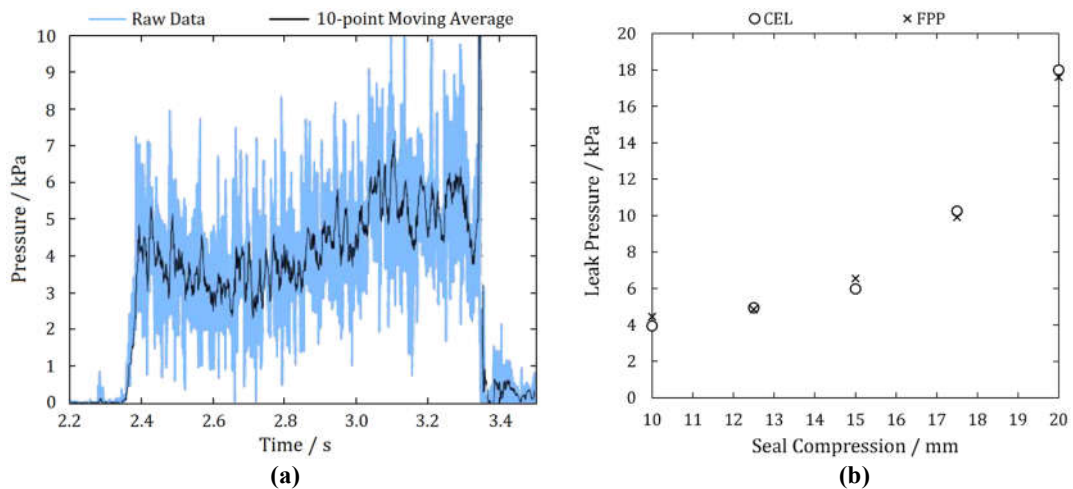 Raw Data 10-point Moving Average
10
9
8
7
6
5
4
3
2
1
0
Pressure / kPa
2.2 2.4 2.6 2.8 3.0 3.2 3.4
Time / s
(a)
CEL FPP
20
18
16
14
12
10
8
6
4
2
0
Leak Pressure / kPa
10 11 12 13 14 15 16 17 18 19 20
Seal Compression / mm
(b)